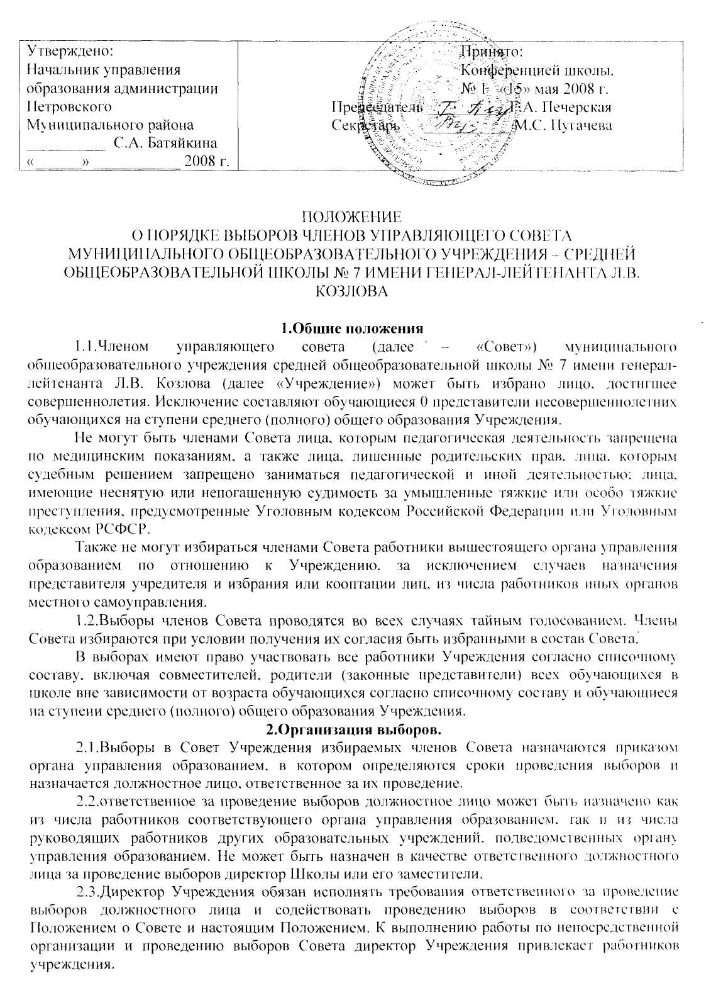 Утверждено:
Начальник управления
образования администрации
Петровского
Муниципального района
__________ С.А. Батяйкина
«______» ___________ 2008 г.
Принято:
Конференцией школы.
№ 1 «15» мая 2008 г.
Председатель __________ А. Печерская
Секретарь __________ М.С. Пугачева
ПОЛОЖЕНИЕ
О ПОРЯДКЕ ВЫБОРОВ ЧЛЕНОВ УПРАВЛЯЮЩЕГО СОВЕТА
МУНИЦИПАЛЬНОГО ОБЩЕОБРАЗОВАТЕЛЬНОГО УЧРЕЖДЕНИЯ – СРЕДНЕЙ
ОБЩЕОБРАЗОВАТЕЛЬНОЙ ШКОЛЫ № 7 ИМЕНИ ГЕНЕРАЛ-ЛЕЙТЕНАНТА Л.В.
КОЗЛОВА
1.Общие положения
1.1.Членом управляющего совета (далее – «Совет») муниципального
общеобразовательного учреждения средней общеобразовательной школы № 7 имени генерал-
лейтенанта Л.В. Козлова (далее «Учреждение») может быть избрано лицо, достигшее
совершеннолетия. Исключение составляют обучающиеся 0 представители несовершеннолетних
обучающихся на ступени среднего (полного) общего образования Учреждения.
Не могут быть членами Совета лица, которым педагогическая деятельность запрещена
по медицинским показаниям, а также лица, лишенные родительских прав, лица, которым
судебным решением запрещено заниматься педагогической и иной деятельностью; лица,
имеющие неснятую или непогашенную судимость за умышленные тяжкие или особо тяжкие
преступления, предусмотренные Уголовным кодексом Российской Федерации или Уголовным
кодексом РСФСР.
Также не могут избираться членами Совета работники вышестоящего органа управления
образованием по отношению к Учреждению, за исключением случаев назначения
представителя учредителя и избрания или кооптации лиц, из числа работников иных органов
местного самоуправления.
1.2.Выборы членов Совета проводятся во всех случаях тайным голосованием. Члены
Совета избираются при условии получения их согласия быть избранными в состав Совета.
В выборах имеют право участвовать все работники Учреждения согласно списочному
составу, включая совместителей, родители (законные представители) всех обучающихся в
школе вне зависимости от возраста обучающихся согласно списочному составу и обучающиеся
на ступени среднего (полного) общего образования Учреждения.
2.Организация выборов.
2.1.Выборы в Совет Учреждения избираемых членов Совета назначаются приказом
органа управления образованием, в котором определяются сроки проведения выборов и
назначается должностное лицо, ответственное за их проведение.
2.2.ответственное за проведение выборов должностное лицо может быть назначено как
из числа работников соответствующего органа управления образованием, так и из числа
руководящих работников других образовательных учреждений, подведомственных органу
управления образованием. Не может быть назначен в качестве ответственного должностного
лица за проведение выборов директор Школы или его заместители.
2.3.Директор Учреждения обязан исполнять требования ответственного за проведение
выборов должностного лица и содействовать проведению выборов в соответствии с
Положением о Совете и настоящим Положением. К выполнению работы по непосредственной
организации и проведению выборов Совета директор Учреждения привлекает работников
учреждения.